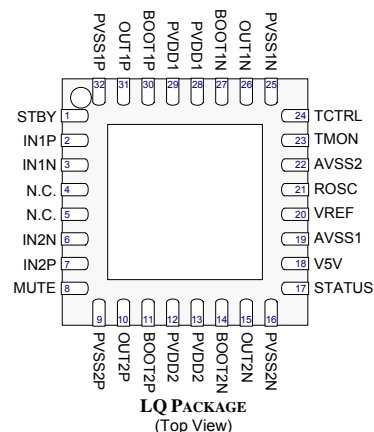 PVSS1P OUT1P BOOT1P PVDD1 PVDD1 BOOT1N OUT1N PVSS1N
32 31 30 29 28 27 26 25
STBY 1 24 TCTRL
IN1P 2 23 TMON
IN1N 3 22 AVSS2
N.C. 4 21 ROSC
N.C. 5 20 VREF
IN2N 6 19 AVSS1
IN2P 7 18 V5V
MUTE 8 17 STATUS
9 10 11 12 13 14 15 16
PVSS2P OUT2P BOOT2P PVDD2 PVDD2 BOOT2N OUT2N PVSS2N
LQ PACKAGE
(Top View)